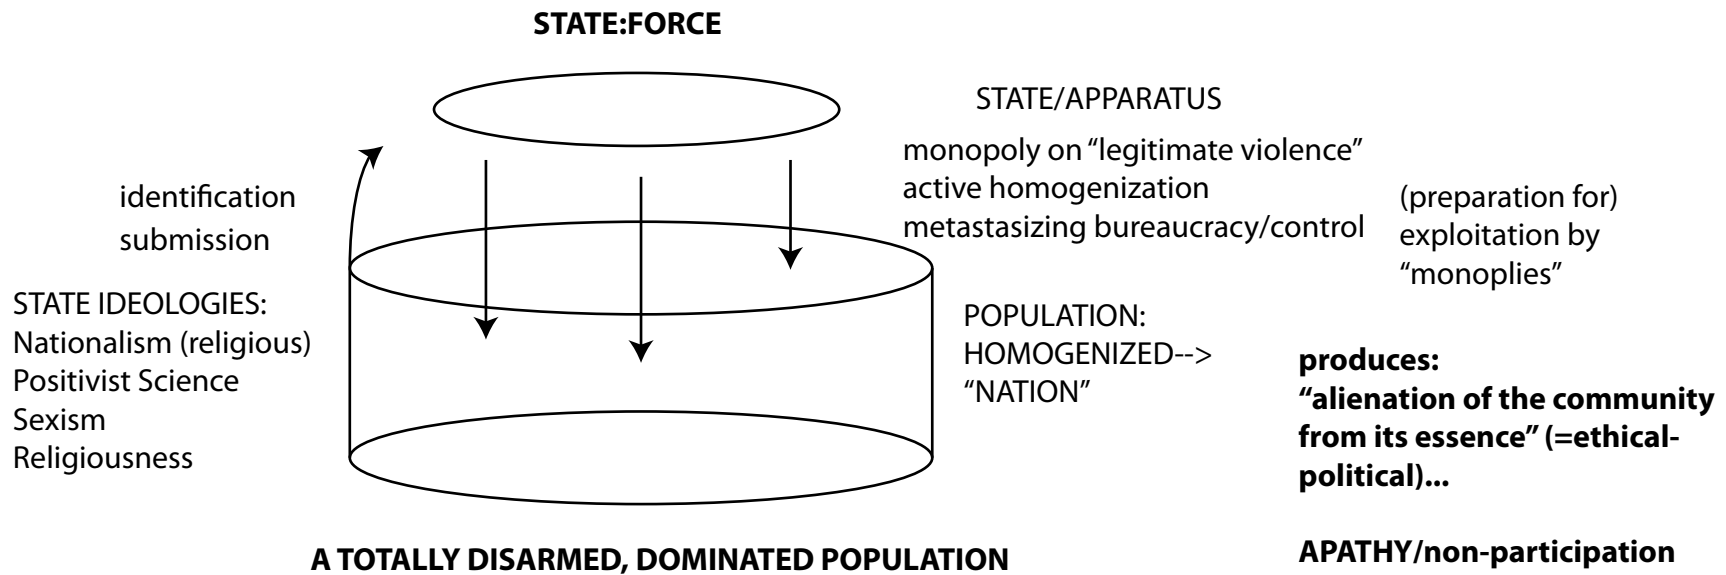 STATE:FORCE
STATE/APPARATUS
monopoly on “legitimate violence”
active homogenization
metastasizing bureaucracy/control
(preparation for)
exploitation by
“monoplies”
identification
submission
STATE IDEOLOGIES:
Nationalism (religious)
Positivist Science
Sexism
Religiousness
POPULATION:
HOMOGENIZED-->
“NATION”
produces:
“alienation of the community
from its essence” (=ethical-
political)...
APATHY/non-participation
A TOTALLY DISARMED, DOMINATED POPULATION